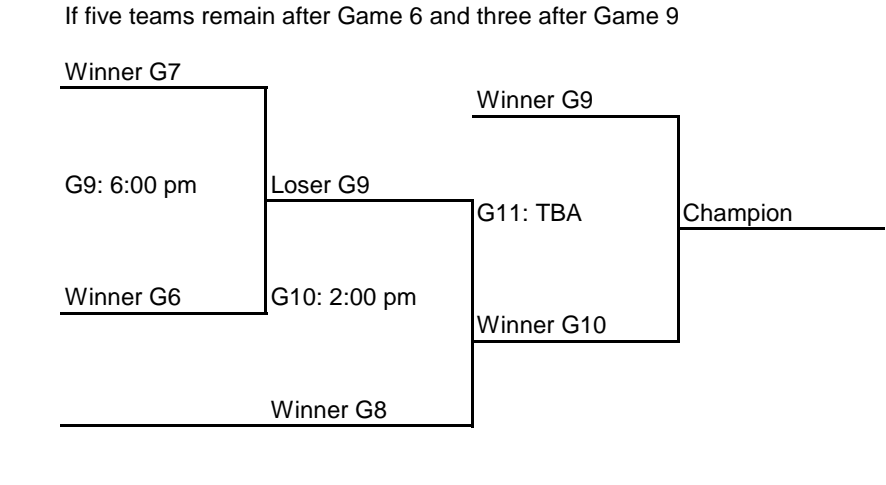 If five teams remain after Game 6 and three after Game 9
Winner G7
Winner G9
G9: 6:00 pm
Loser G9
G11: TBA
Champion
Winner G6
G10: 2:00 pm
Winner G10
Winner G8